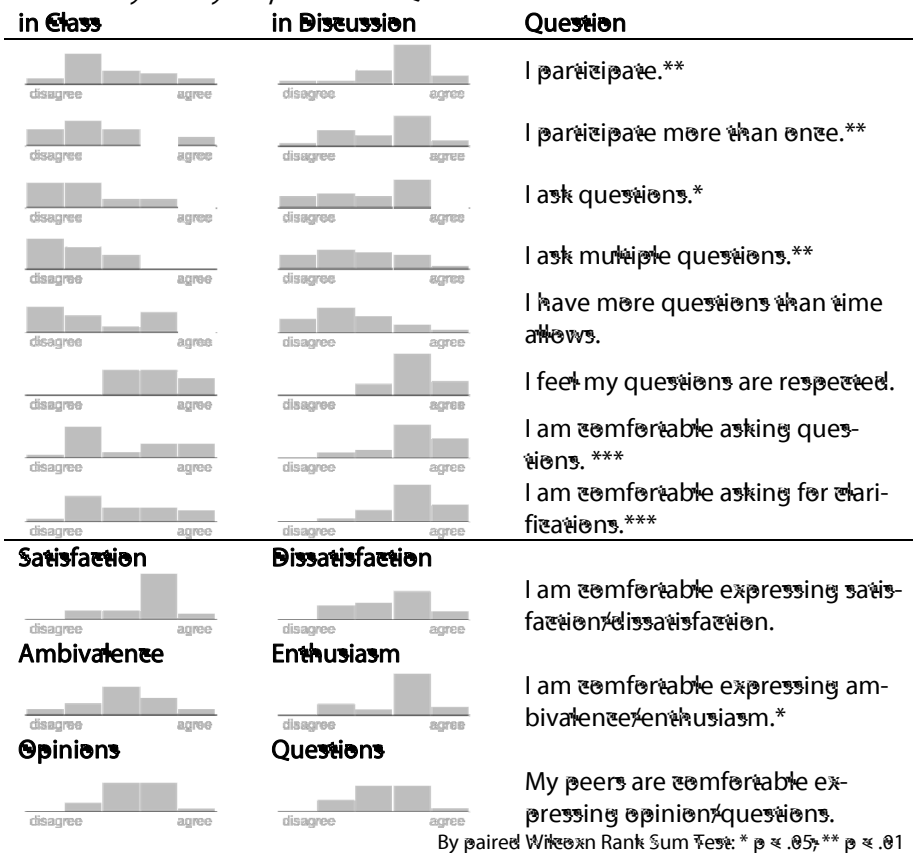 in Class in Discussion Question
disagree agree disagree agree I participate.**
disagree agree disagree agree I participate more than once.**
disagree agree disagree agree I ask questions.*
disagree agree disagree agree I ask multiple questions.**
I have more questions than time
disagree agree disagree agree allows.
disagree agree disagree agree I feel my questions are respected.
I am comfortable asking ques-
disagree agree disagree agree tions. ***
I am comfortable asking for clari-
disagree agree disagree agree fications.***
Satisfaction Dissatisfaction
I am comfortable expressing satis-
disagree agree disagree agree faction/dissatisfaction.
Ambivalence Enthusiasm
I am comfortable expressing am-
disagree agree disagree agree bivalence/enthusiasm.*
Opinions Questions
My peers are comfortable ex-
disagree agree disagree agree pressing opinion/questions.
By paired Wilcoxn Rank Sum Test: * p < .05; ** p < .01